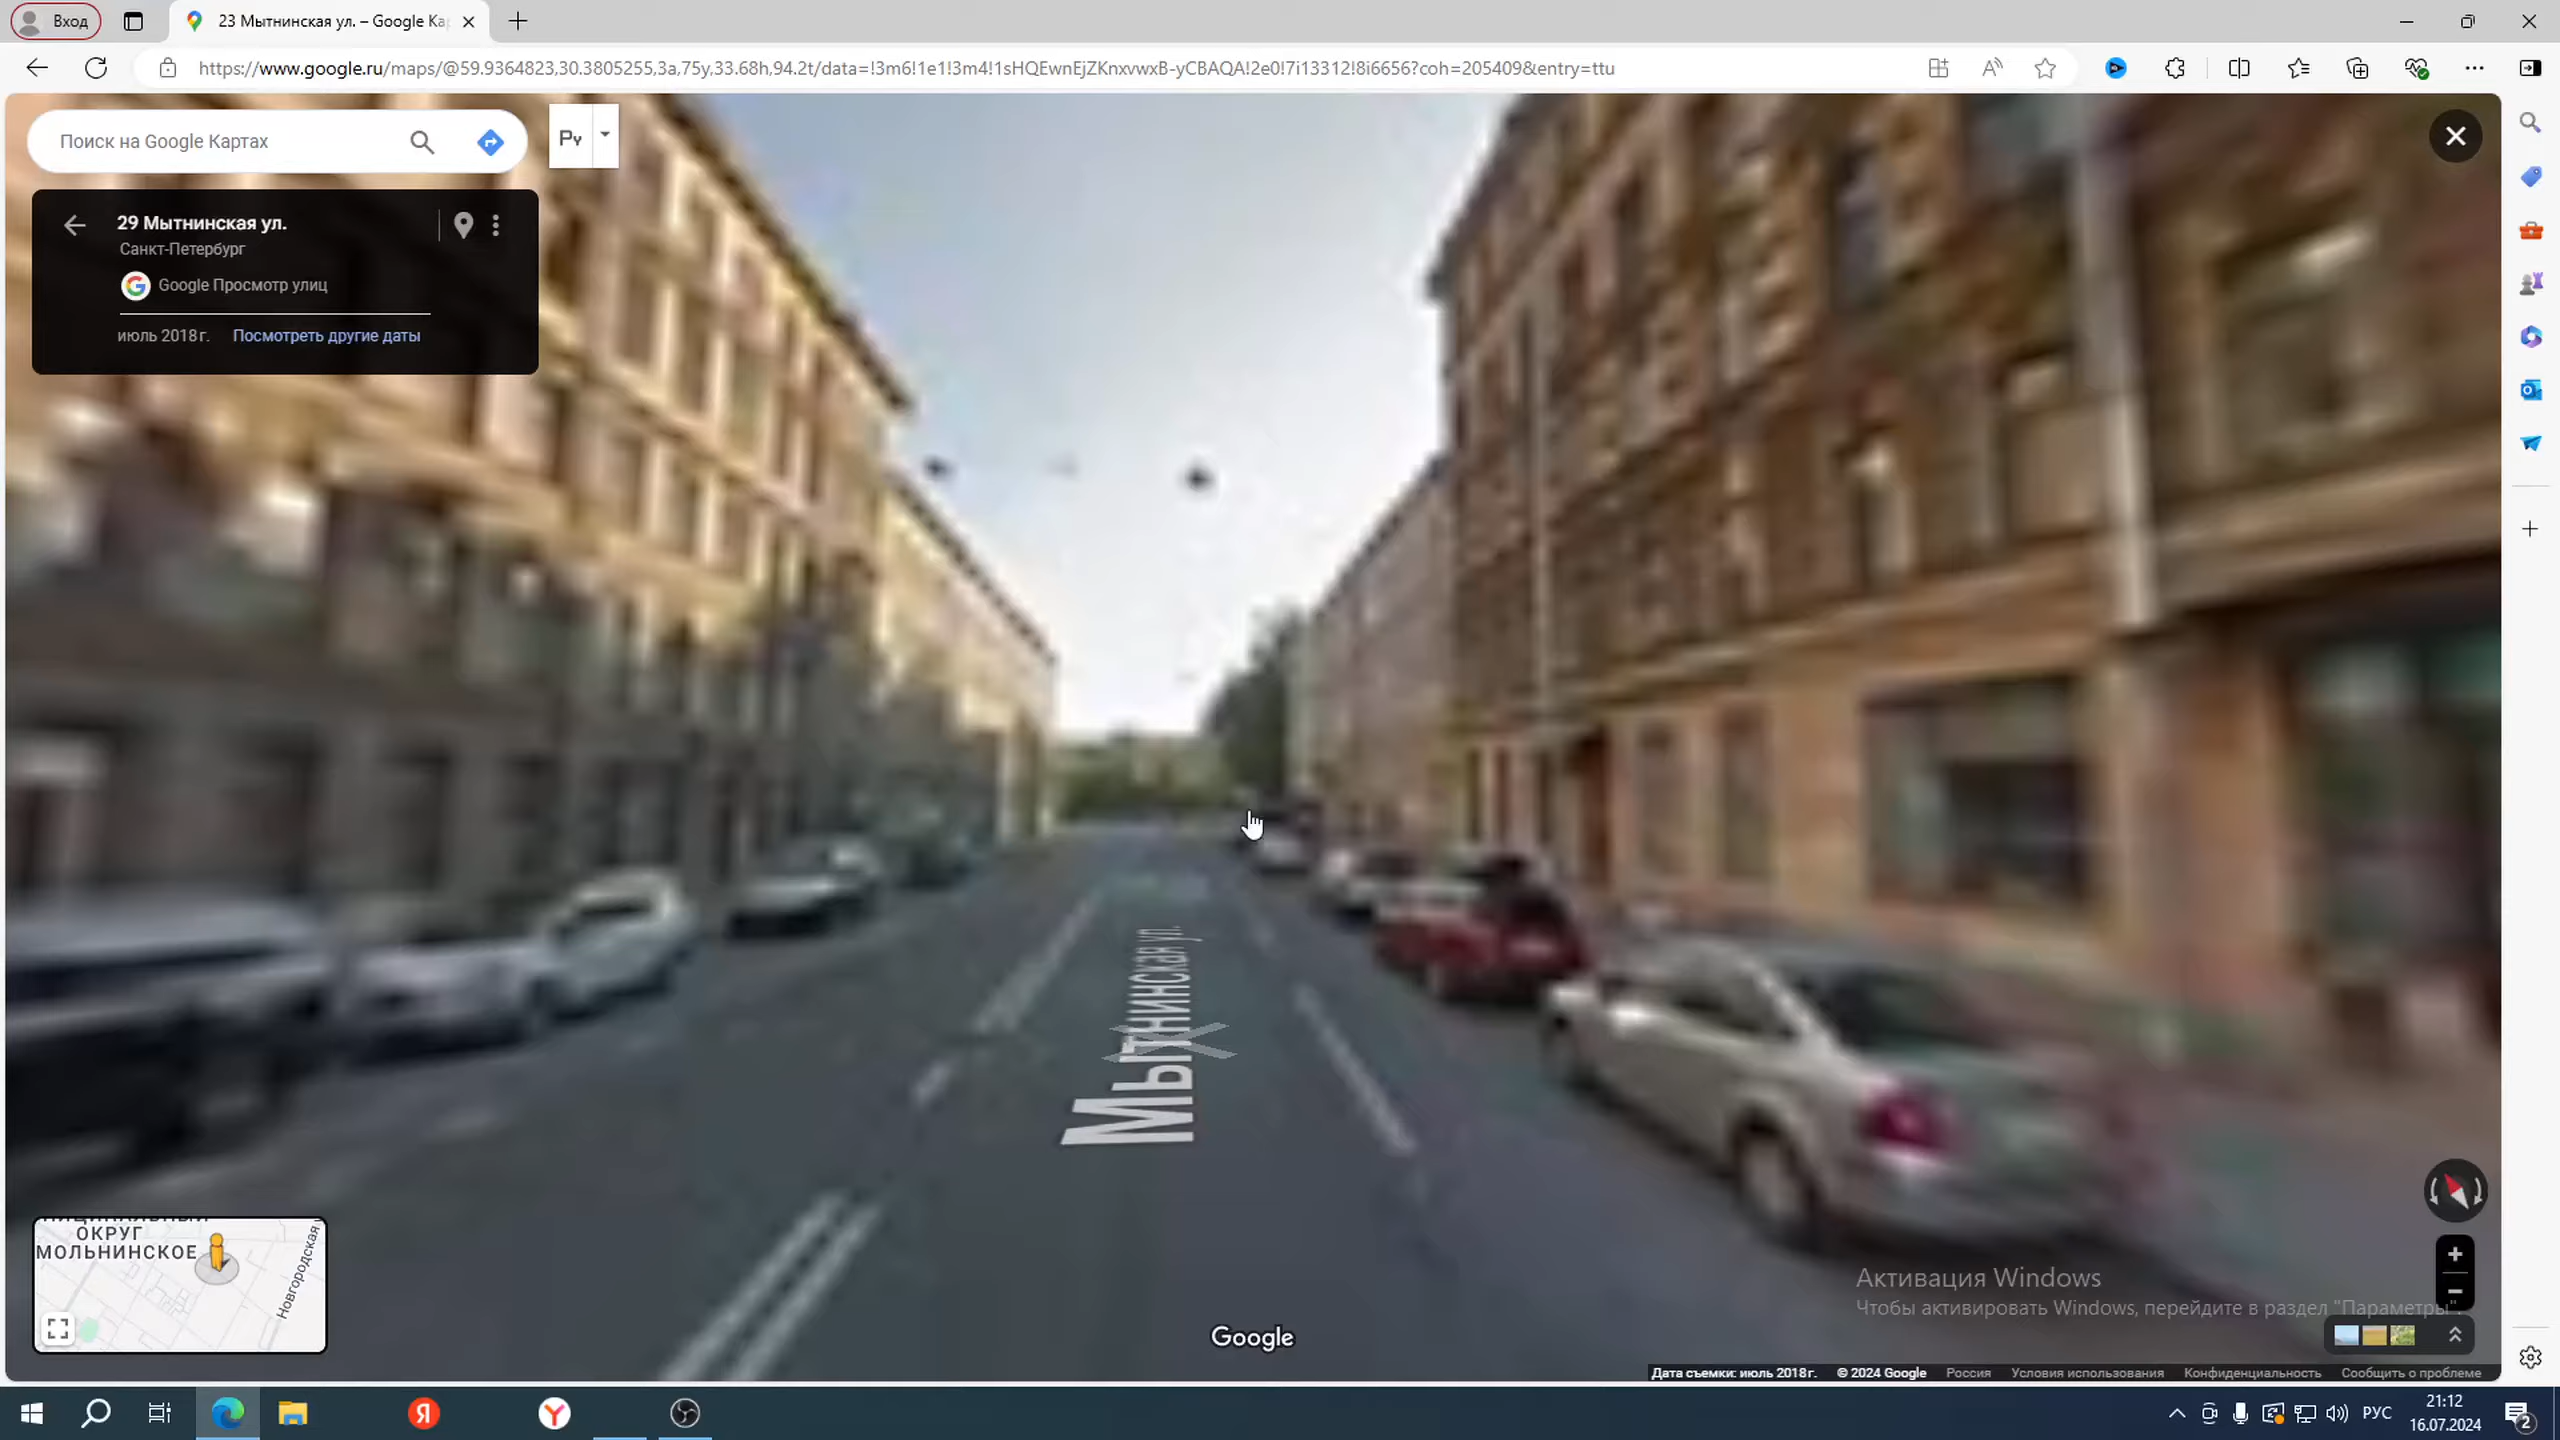 Вход
23 Мытнинская ул. – Google Ка
https://www.google.ru/maps/@59.9364823,30.3805255,3a,75y,33.68h,94.2t/data=!3m6!1e1!3m4!1sHQEwnEjZKnxvwxB-yCBAQA!2e0!7i13312!8i6656?coh=205409&entry=ttu
Поиск на Google Картах
Ру
29 Мытнинская ул.
Санкт-Петербург
Google Просмотр улиц
июль 2018 г. Посмотреть другие даты
Мытнинская ул.
ОКРУГ
МОЛЬНИНСКОЕ
Новгородская
Активация Windows
Чтобы активировать Windows, перейдите в раздел "Параметры".
Google
Дата съемки: июль 2018 г. © 2024 Google Россия Условия использования Конфиденциальность Сообщить о проблеме
РУС
21:12
16.07.2024
2